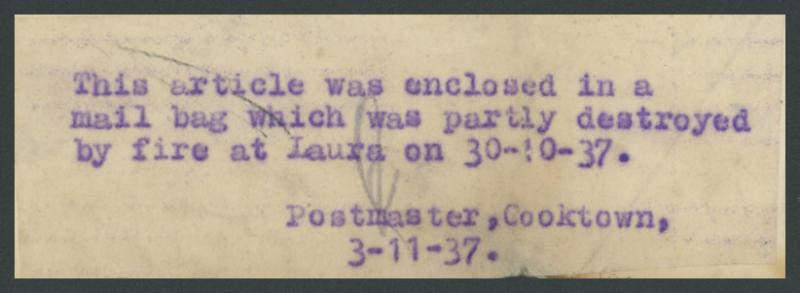 This article was enclosed in a
mail bag which was partly destroyed
by fire at Laura on 30-10-37.
Postmaster, Cooktown,
3-11-37.